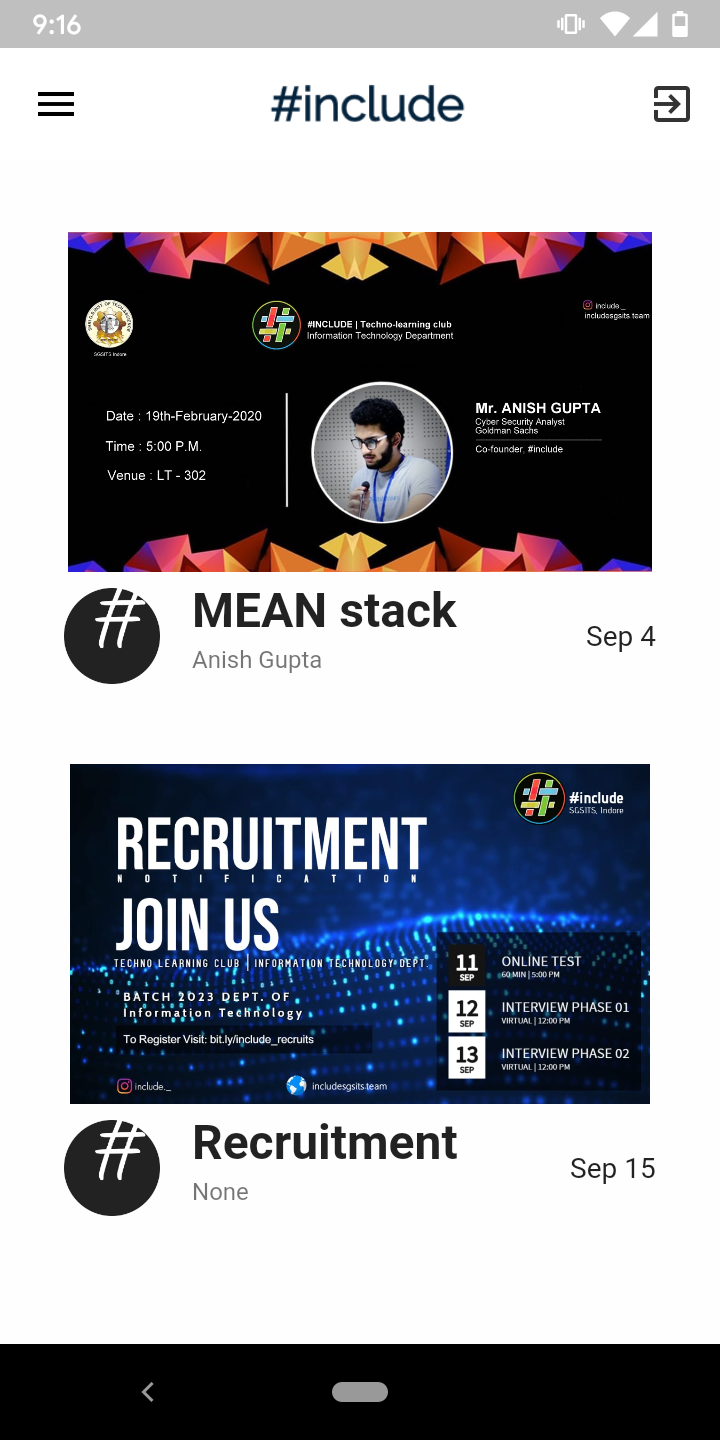 9:16
#include
SGSITS Indore
#INCLUDE | Techno-learning club
Information Technology Department
include._
includesgsits.team
Date : 19th-February-2020
Time : 5:00 P.M.
Venue : LT - 302
Mr. ANISH GUPTA
Cyber Security Analyst
Goldman Sachs
Co-founder, #include
MEAN stack
Anish Gupta
Sep 4
#include
SGSITS, Indore
RECRUITMENT
NOTIFICATION
JOIN US
TECHNO LEARNING CLUB | INFORMATION TECHNOLOGY DEPT.
BATCH 2023 DEPT. OF
Information Technology
To Register Visit: bit.ly/include_recruits
include._
includesgsits.team
11
SEP
ONLINE TEST
60 MIN | 5:00 PM
12
SEP
INTERVIEW PHASE 01
VIRTUAL | 12:00 PM
13
SEP
INTERVIEW PHASE 02
VIRTUAL | 12:00 PM
Recruitment
None
Sep 15